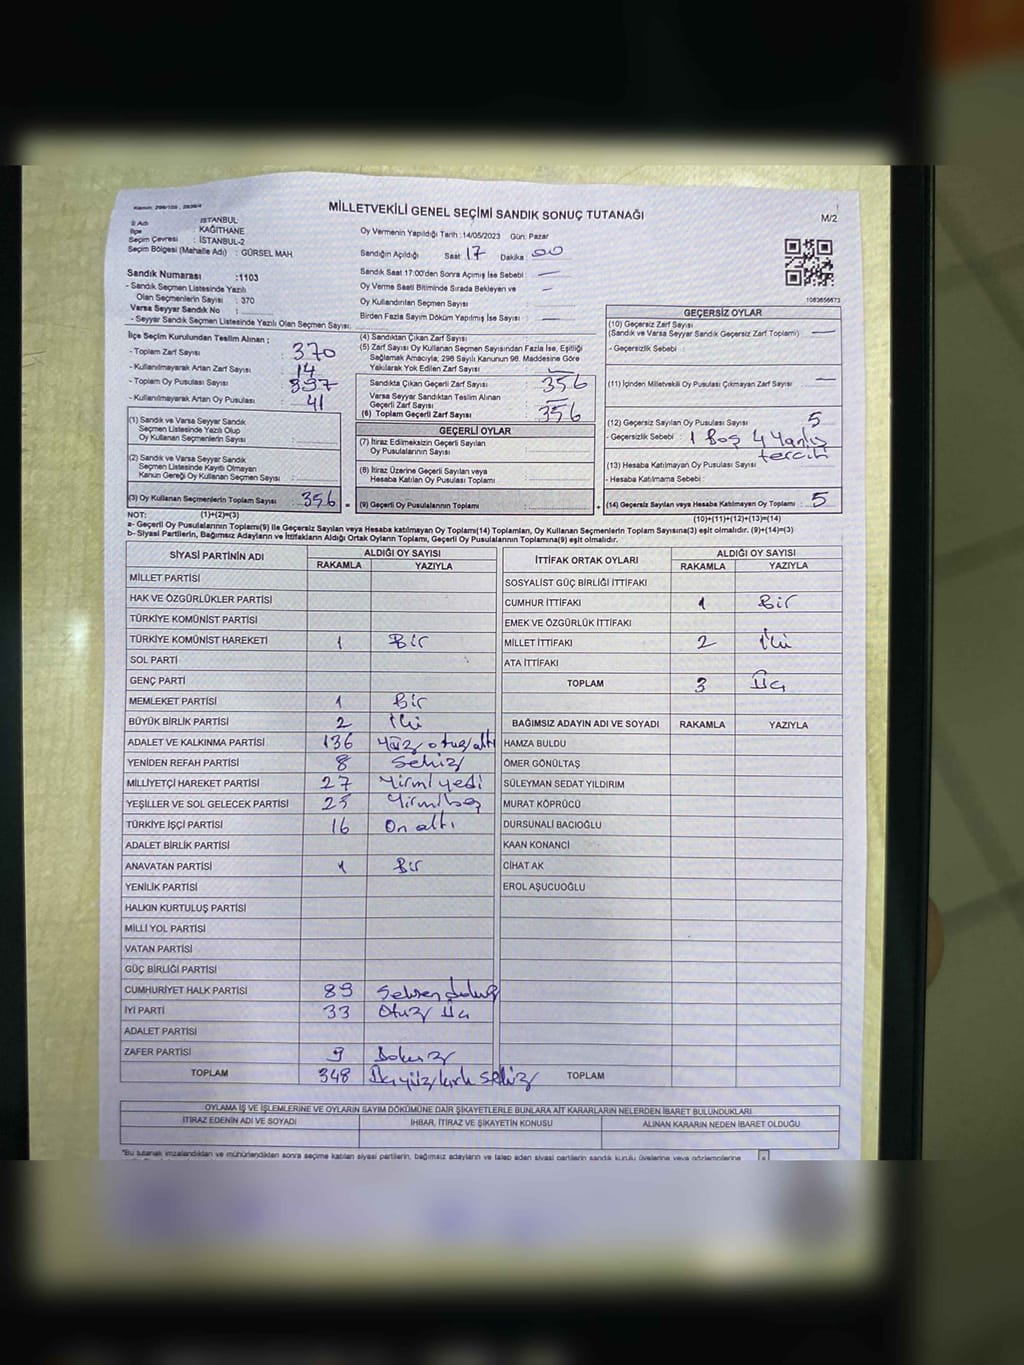 MİLLETVEKİLİ GENEL SEÇİMİ SANDIK SONUÇ TUTANAĞI
M/2
İl Adı : İSTANBUL
İlçe : KAĞITHANE
Seçim Çevresi : İSTANBUL-2
Seçim Bölgesi (Mahalle Adı) : GÜRSEL MAH
Oy Vermenin Yapıldığı Tarih :14/05/2023 Gün: Pazar
Sandığın Açıldığı Saat 17 Dakika : 00
Sandık Saat 17:00'den Sonra Açımış İse Sebebi : —
Oy Verme Saati Bitiminde Sırada Bekleyen ve —
Oy Kullandırılan Seçmen Sayısı
Birden Fazla Sayım Döküm Yapılmış İse Sayısı : —
1083656673
Sandık Numarası :1103
- Sandık Seçmen Listesinde Yazılı
Olan Seçmenlerin Sayısı : 370
Varsa Seyyar Sandık No :
- Seyyar Sandık Seçmen Listesinde Yazılı Olan Seçmen Sayısı:
İlçe Seçim Kurulundan Teslim Alınan ;
- Toplam Zarf Sayısı : 370
- Kullanılmayarak Artan Zarf Sayısı : 14
- Toplam Oy Pusulası Sayısı : 397
- Kullanılmayarak Artan Oy Pusulası : 41
(4) Sandıktan Çıkan Zarf Sayısı :
(5) Zarf Sayısı Oy Kullanan Seçmen Sayısından Fazla İse, Eşitliği
Sağlamak Amacıyla; 298 Sayılı Kanunun 98. Maddesine Göre
Yakılarak Yok Edilen Zarf Sayısı : —
Sandıkta Çıkan Geçerli Zarf Sayısı : 356
Varsa Seyyar Sandıktan Teslim Alınan
Geçerli Zarf Sayısı : —
(6) Toplam Geçerli Zarf Sayısı : 356
GEÇERSİZ OYLAR
(10) Geçersiz Zarf Sayısı
(Sandık ve Varsa Seyyar Sandık Geçersiz Zarf Toplamı) : —
- Geçersizlik Sebebi :
(11) İçinden Milletvekili Oy Pusulası Çıkmayan Zarf Sayısı : —
(12) Geçersiz Sayılan Oy Pusulası Sayısı : 5
- Geçersizlik Sebebi : 1 Boş 4 Yanlış
tercih
(13) Hesaba Katılmayan Oy Pusulası Sayısı
- Hesaba Katılmama Sebebi :
(14) Geçersiz Sayılan veya Hesaba Katılmayan Oy Toplamı : 5
(10)+(11)+(12)+(13)=(14)
(1) Sandık ve Varsa Seyyar Sandık
Seçmen Listesinde Yazılı Olup
Oy Kullanan Seçmenlerin Sayısı :
(2) Sandık ve Varsa Seyyar Sandık
Seçmen Listesinde Kayıtlı Olmayan
Kanun Gereği Oy Kullanan Seçmen Sayısı :
(3) Oy Kullanan Seçmenlerin Toplam Sayısı : 356 =
GEÇERLİ OYLAR
(7) İtiraz Edilmeksizin Geçerli Sayılan
Oy Pusulalarının Sayısı :
(8) İtiraz Üzerine Geçerli Sayılan veya
Hesaba Katılan Oy Pusulası Toplamı :
(9) Geçerli Oy Pusulalarının Toplamı : +
NOT: (1)+(2)=(3)
a- Geçerli Oy Pusulalarının Toplamı(9) ile Geçersiz Sayılan veya Hesaba katılmayan Oy Toplamı(14) Toplamları, Oy Kullanan Seçmenlerin Toplam Sayısına(3) eşit olmalıdır. (9)+(14)=(3)
b- Siyasi Partilerin, Bağımsız Adayların ve İttifakların Aldığı Ortak Oyların Toplamı, Geçerli Oy Pusulalarının Toplamına(9) eşit olmalıdır.
SİYASİ PARTİNİN ADI ALDIĞI OY SAYISI
RAKAMLA YAZIYLA
MİLLET PARTİSİ
HAK VE ÖZGÜRLÜKLER PARTİSİ
TÜRKİYE KOMÜNİST PARTİSİ
TÜRKİYE KOMÜNİST HAREKETİ 1 Bir
SOL PARTİ
GENÇ PARTİ
MEMLEKET PARTİSİ 1 Bir
BÜYÜK BİRLİK PARTİSİ 2 İki
ADALET VE KALKINMA PARTİSİ 136 Yüz otuz altı
YENİDEN REFAH PARTİSİ 8 Sekiz
MİLLİYETÇİ HAREKET PARTİSİ 27 Yirmi yedi
YEŞİLLER VE SOL GELECEK PARTİSİ 25 Yirmi beş
TÜRKİYE İŞÇİ PARTİSİ 16 On altı
ADALET BİRLİK PARTİSİ
ANAVATAN PARTİSİ 1 Bir
YENİLİK PARTİSİ
HALKIN KURTULUŞ PARTİSİ
MİLLİ YOL PARTİSİ
VATAN PARTİSİ
GÜÇ BİRLİĞİ PARTİSİ
CUMHURİYET HALK PARTİSİ 89 Seksen dokuz
İYİ PARTİ 33 Otuz üç
ADALET PARTİSİ
ZAFER PARTİSİ 9 Dokuz
TOPLAM 348 Üçyüz kırk sekiz
İTTİFAK ORTAK OYLARI ALDIĞI OY SAYISI
RAKAMLA YAZIYLA
SOSYALİST GÜÇ BİRLİĞİ İTTİFAKI
CUMHUR İTTİFAKI 1 Bir
EMEK VE ÖZGÜRLÜK İTTİFAKI
MİLLET İTTİFAKI 2 İki
ATA İTTİFAKI
TOPLAM 3 Üç
BAĞIMSIZ ADAYIN ADI VE SOYADI RAKAMLA YAZIYLA
HAMZA BULDU
ÖMER GÖNÜLTAŞ
SÜLEYMAN SEDAT YILDIRIM
MURAT KÖPRÜCÜ
DURSUNALİ BACIOĞLU
KAAN KONANCİ
CİHAT AK
EROL AŞUCUOĞLU
TOPLAM
OYLAMA İŞ VE İŞLEMLERİNE VE OYLARIN SAYIM DÖKÜMÜNE DAİR ŞİKAYETLERLE BUNLARA AİT KARARLARIN NELERDEN İBARET BULUNDUKLARI
İTİRAZ EDENİN ADI VE SOYADI İHBAR, İTİRAZ VE ŞİKAYETİN KONUSU ALINAN KARARIN NEDEN İBARET OLDUĞU
*Bu tutanak imzalandıktan ve mühürlendikten sonra seçime katılan siyasi partilerin, bağımsız adayların ve talep eden siyasi partilerin sandık kurulu üyelerine veya gözlemcilerine